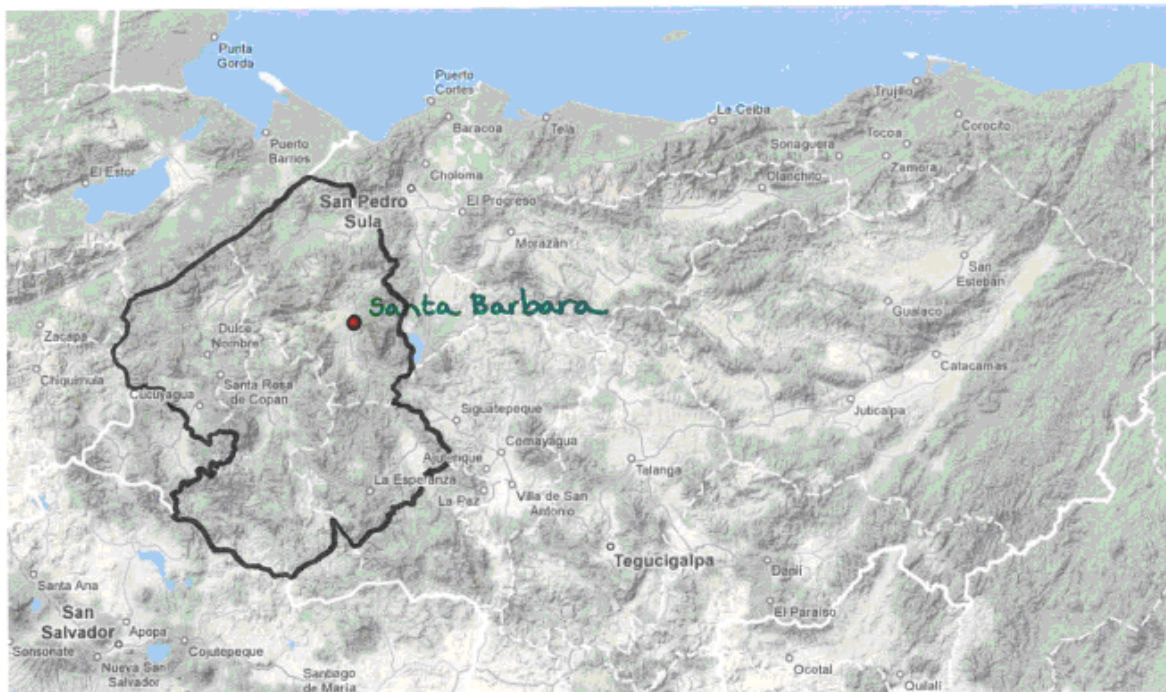 Punta
Gorda
Puerto
Cortes
Baracoa
Tela
La Ceiba
Trujillo
Corocito
Tocoa
Sonaguera
Zamora
Olanchito
Puerto
Barrios
El Estor
Choloma
San Pedro
Sula
El Progreso
Morazán
San
Esteban
Gualaco
Santa Barbara
Zacapa
Dulce
Nombre
Chiquimula
Santa Rosa
de Copan
Cucuyagua
Catacamas
Juticalpa
Siguatepeque
Comayagua
Ajuterique
Talanga
La Esperanza
La Paz
Villa de San
Antonio
Tegucigalpa
Danlí
El Paraíso
Santa Ana
San
Salvador
Apopa
Sonsonate
Nueva San
Salvador
Cojutepeque
Santiago
de María
Ocotal
Quilalí